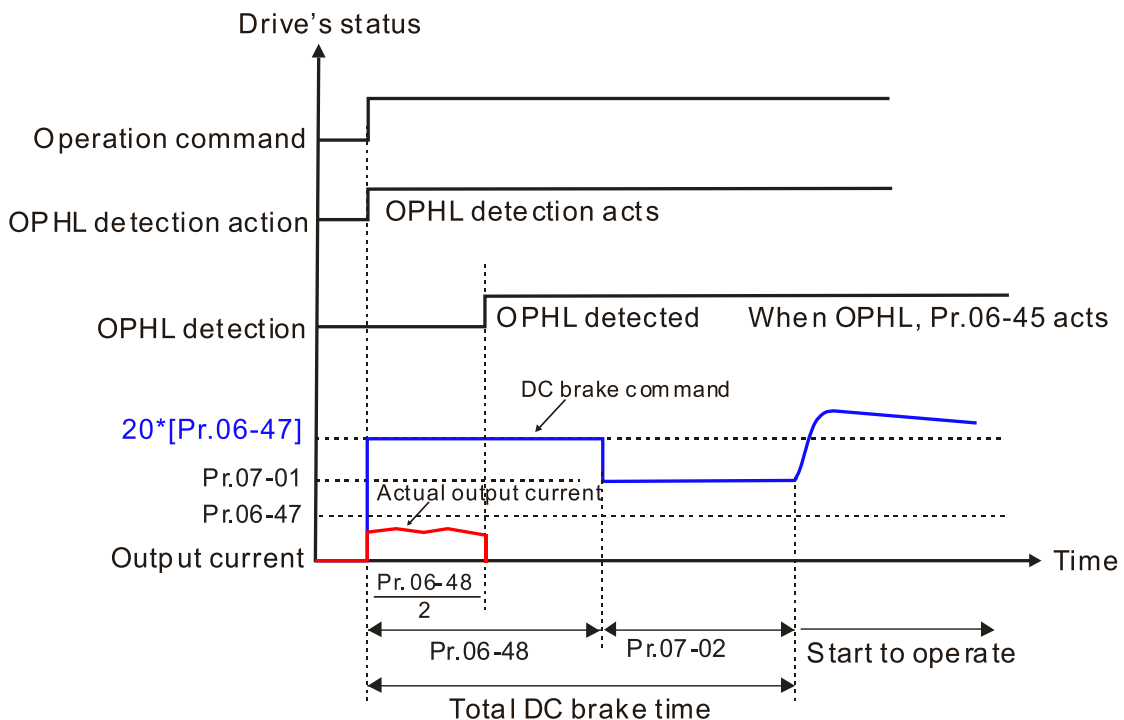 Drive's status
Operation command
OPHL detection action
OPHL detection acts
OPHL detection
OPHL detected
When OPHL, Pr.06-45 acts
DC brake command
20*[Pr.06-47]
Pr.07-01
Actual output current
Pr.06-47
Output current
Time
Pr.06-48
2
Pr.06-48
Pr.07-02
Start to operate
Total DC brake time